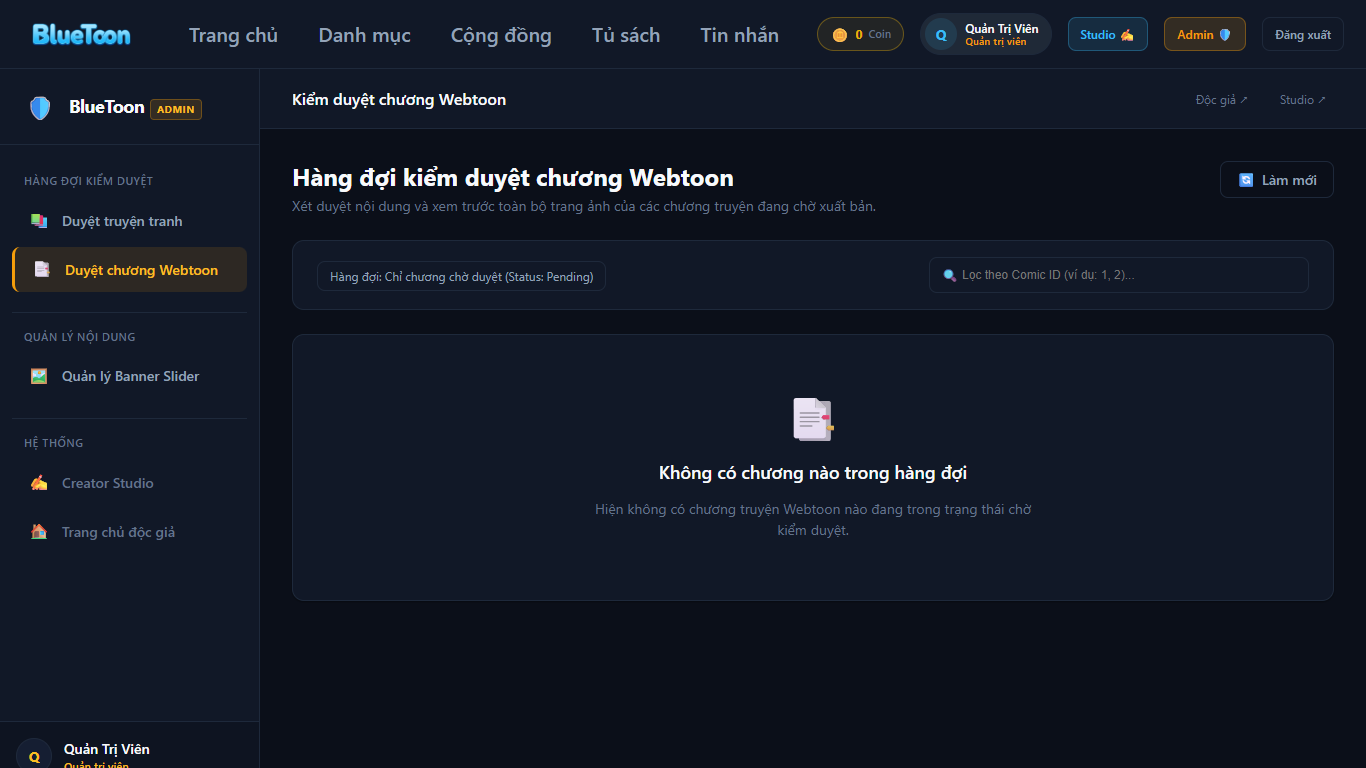 BlueToon
Trang chủ
Danh mục
Cộng đồng
Tủ sách
Tin nhắn
0 Coin
Q
Quản Trị Viên
Quản trị viên
Studio
Admin
Đăng xuất
BlueToon ADMIN
Kiểm duyệt chương Webtoon
Độc giả ↗
Studio ↗
HÀNG ĐỢI KIỂM DUYỆT
Duyệt truyện tranh
Duyệt chương Webtoon
QUẢN LÝ NỘI DUNG
Quản lý Banner Slider
HỆ THỐNG
Creator Studio
Trang chủ độc giả
Hàng đợi kiểm duyệt chương Webtoon
Xét duyệt nội dung và xem trước toàn bộ trang ảnh của các chương truyện đang chờ xuất bản.
Làm mới
Hàng đợi: Chỉ chương chờ duyệt (Status: Pending)
Lọc theo Comic ID (ví dụ: 1, 2)...
Không có chương nào trong hàng đợi
Hiện không có chương truyện Webtoon nào đang trong trạng thái chờ
kiểm duyệt.
Q
Quản Trị Viên
Quản trị viên